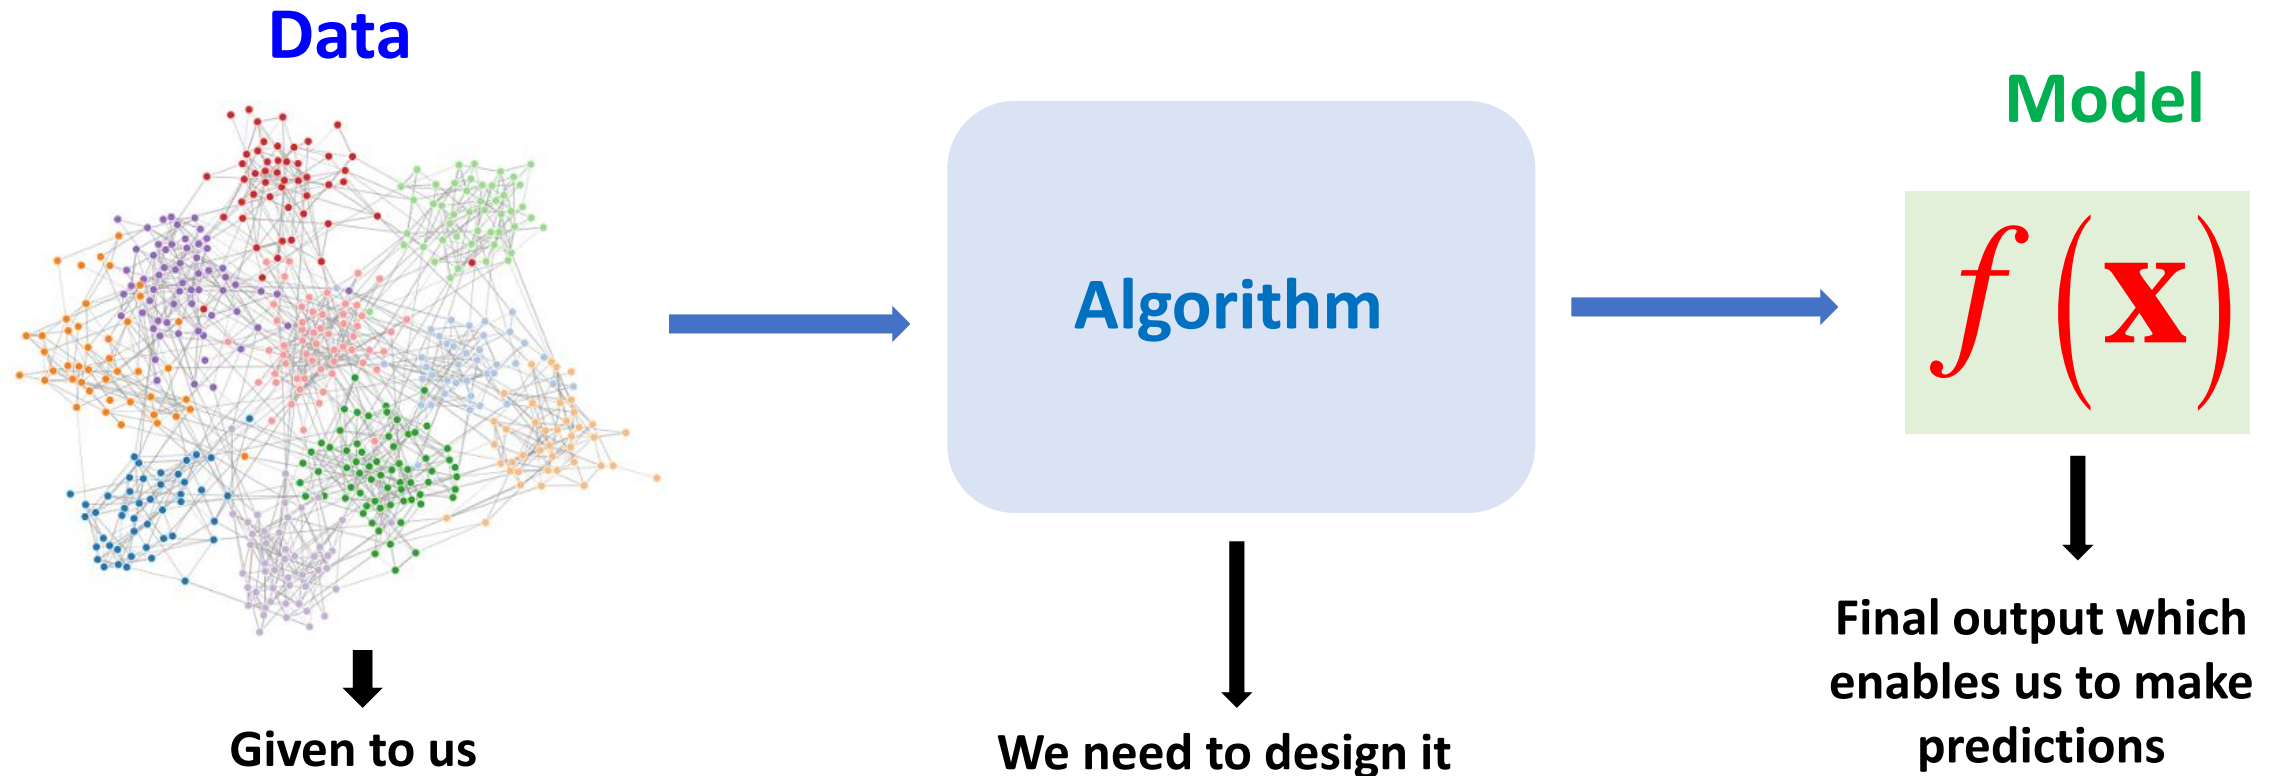 Data
Model
Algorithm
f(𝐱)
Given to us
We need to design it
Final output which
enables us to make
predictions